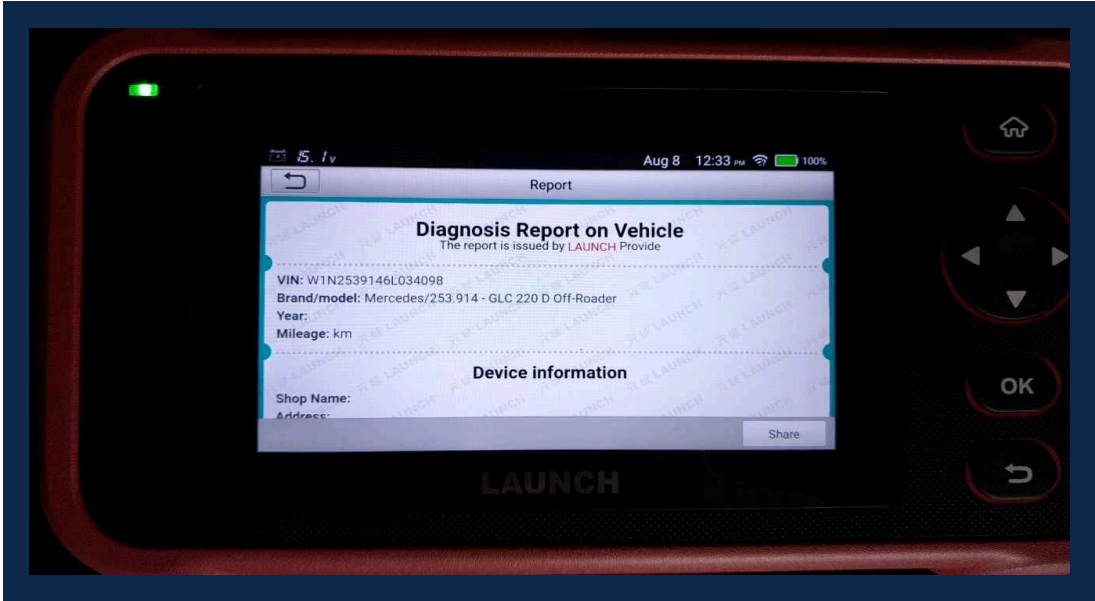 15.1v
Aug 8 12:33 PM 100%
Report
Diagnosis Report on Vehicle
The report is issued by LAUNCH Provide
VIN: W1N2539146L034098
Brand/model: Mercedes/253.914 - GLC 220 D Off-Roader
Year:
Mileage: km
Device information
Shop Name:
Address:
Share
OK
LAUNCH